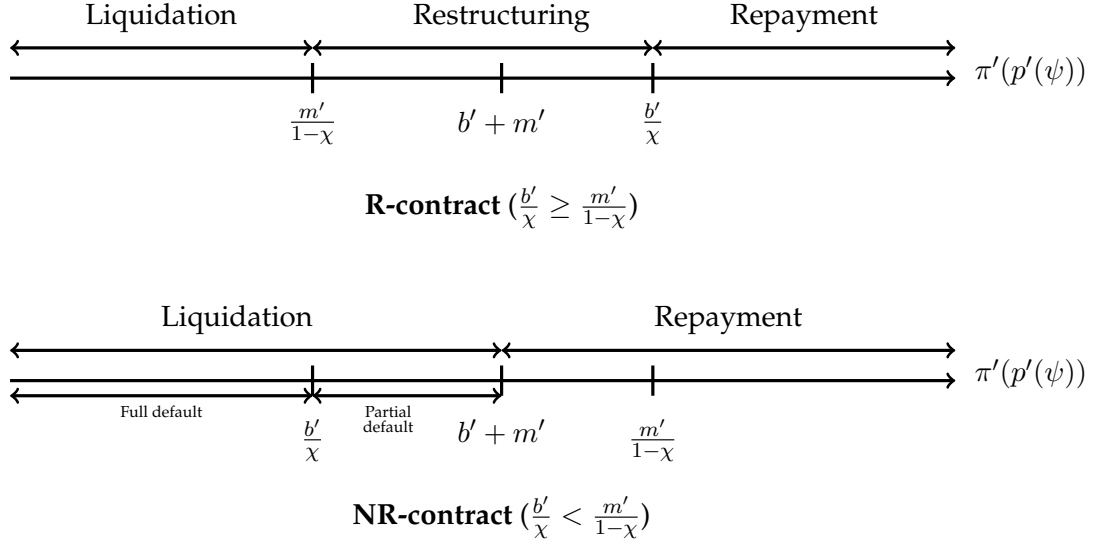 Liquidation Restructuring Repayment
π′(p′(ψ))
m′/(1−χ) b′ + m′ b′/χ
R-contract (b′/χ ≥ m′/(1−χ))
Liquidation Repayment
π′(p′(ψ))
Full default Partial
default
b′/χ b′ + m′ m′/(1−χ)
NR-contract (b′/χ < m′/(1−χ))